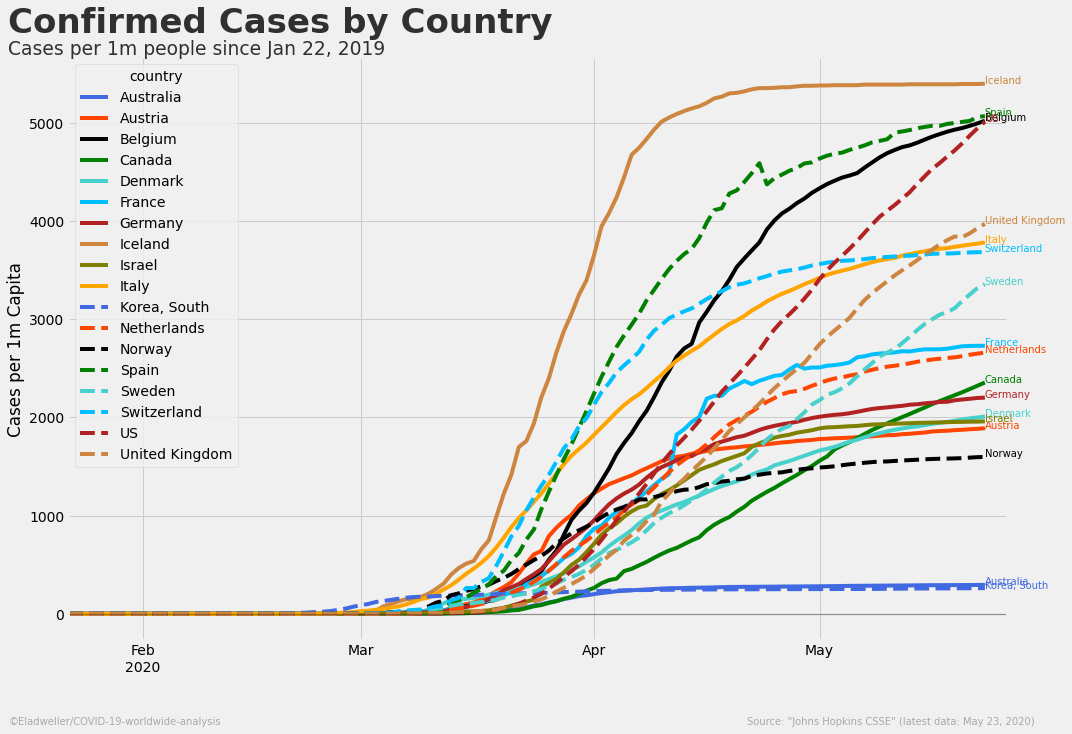 Confirmed Cases by Country
Cases per 1m people since Jan 22, 2019
country
Australia
Austria
Belgium
Canada
Denmark
France
Germany
Iceland
Israel
Italy
Korea, South
Netherlands
Norway
Spain
Sweden
Switzerland
US
United Kingdom
Cases per 1m Capita
5000
4000
3000
2000
1000
0
Iceland
Spain
US
Belgium
United Kingdom
Italy
Switzerland
Sweden
France
Netherlands
Canada
Germany
Denmark
Israel
Austria
Norway
Australia
Korea, South
Feb
2020
Mar
Apr
May
©Eladweller/COVID-19-worldwide-analysis
Source: "Johns Hopkins CSSE" (latest data: May 23, 2020)